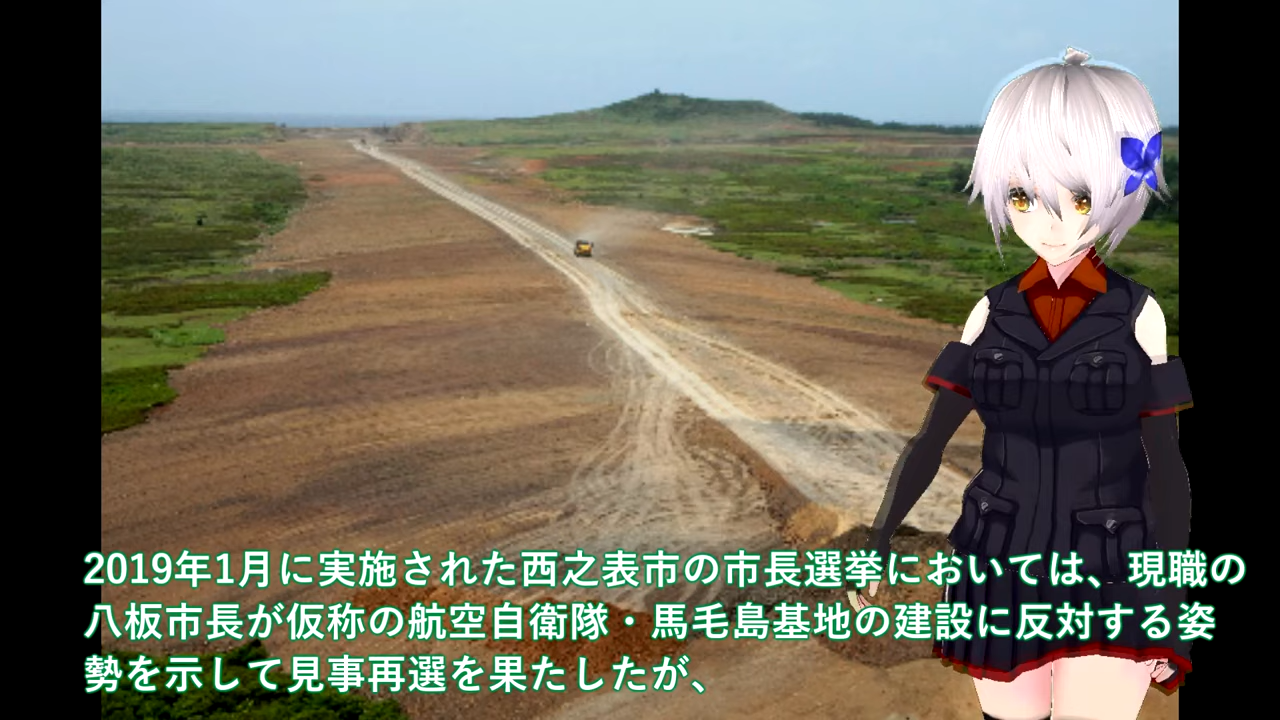 2019年1月に実施された西之表市の市長選挙においては、現職の
八板市長が仮称の航空自衛隊・馬毛島基地の建設に反対する姿
勢を示して見事再選を果たしたが、